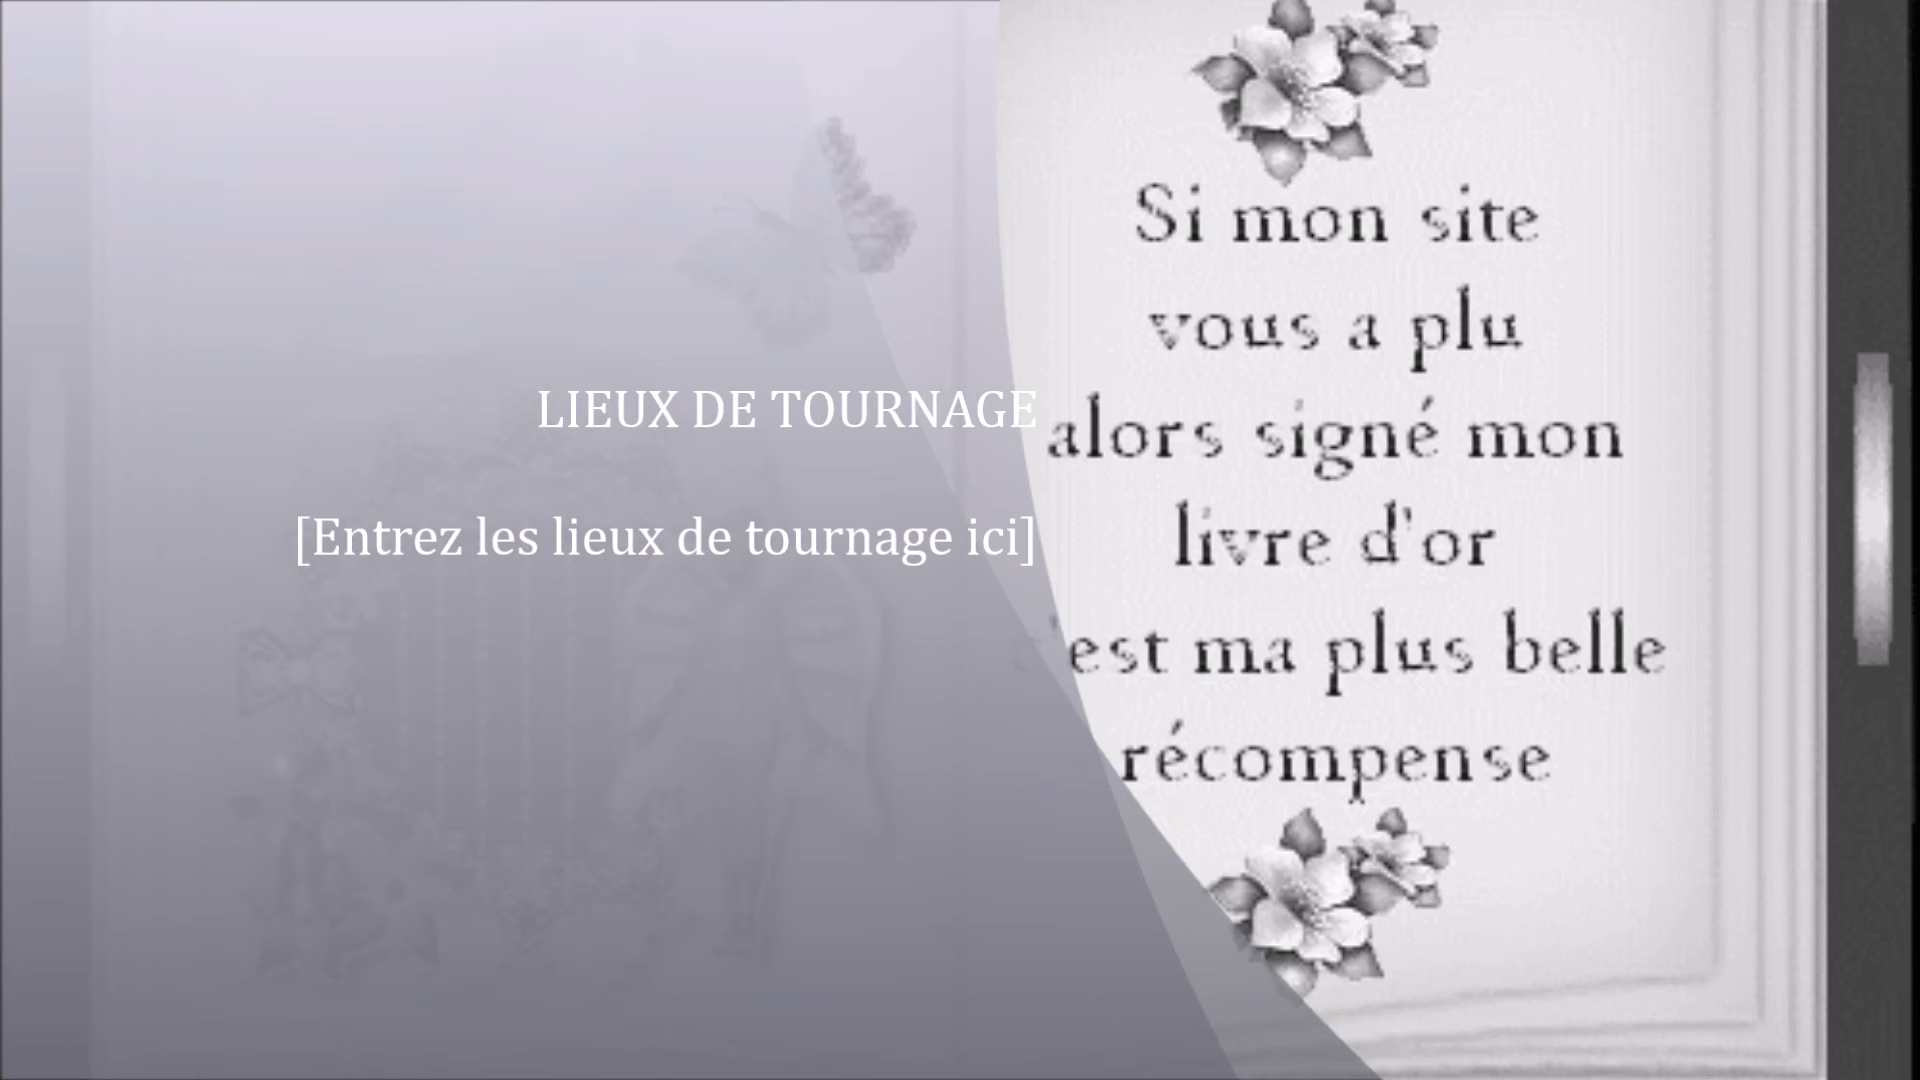 LIEUX DE TOURNAGE
[Entrez les lieux de tournage ici]
Si mon site
vous a plu
alors signé mon
livre d'or
c'est ma plus belle
récompense